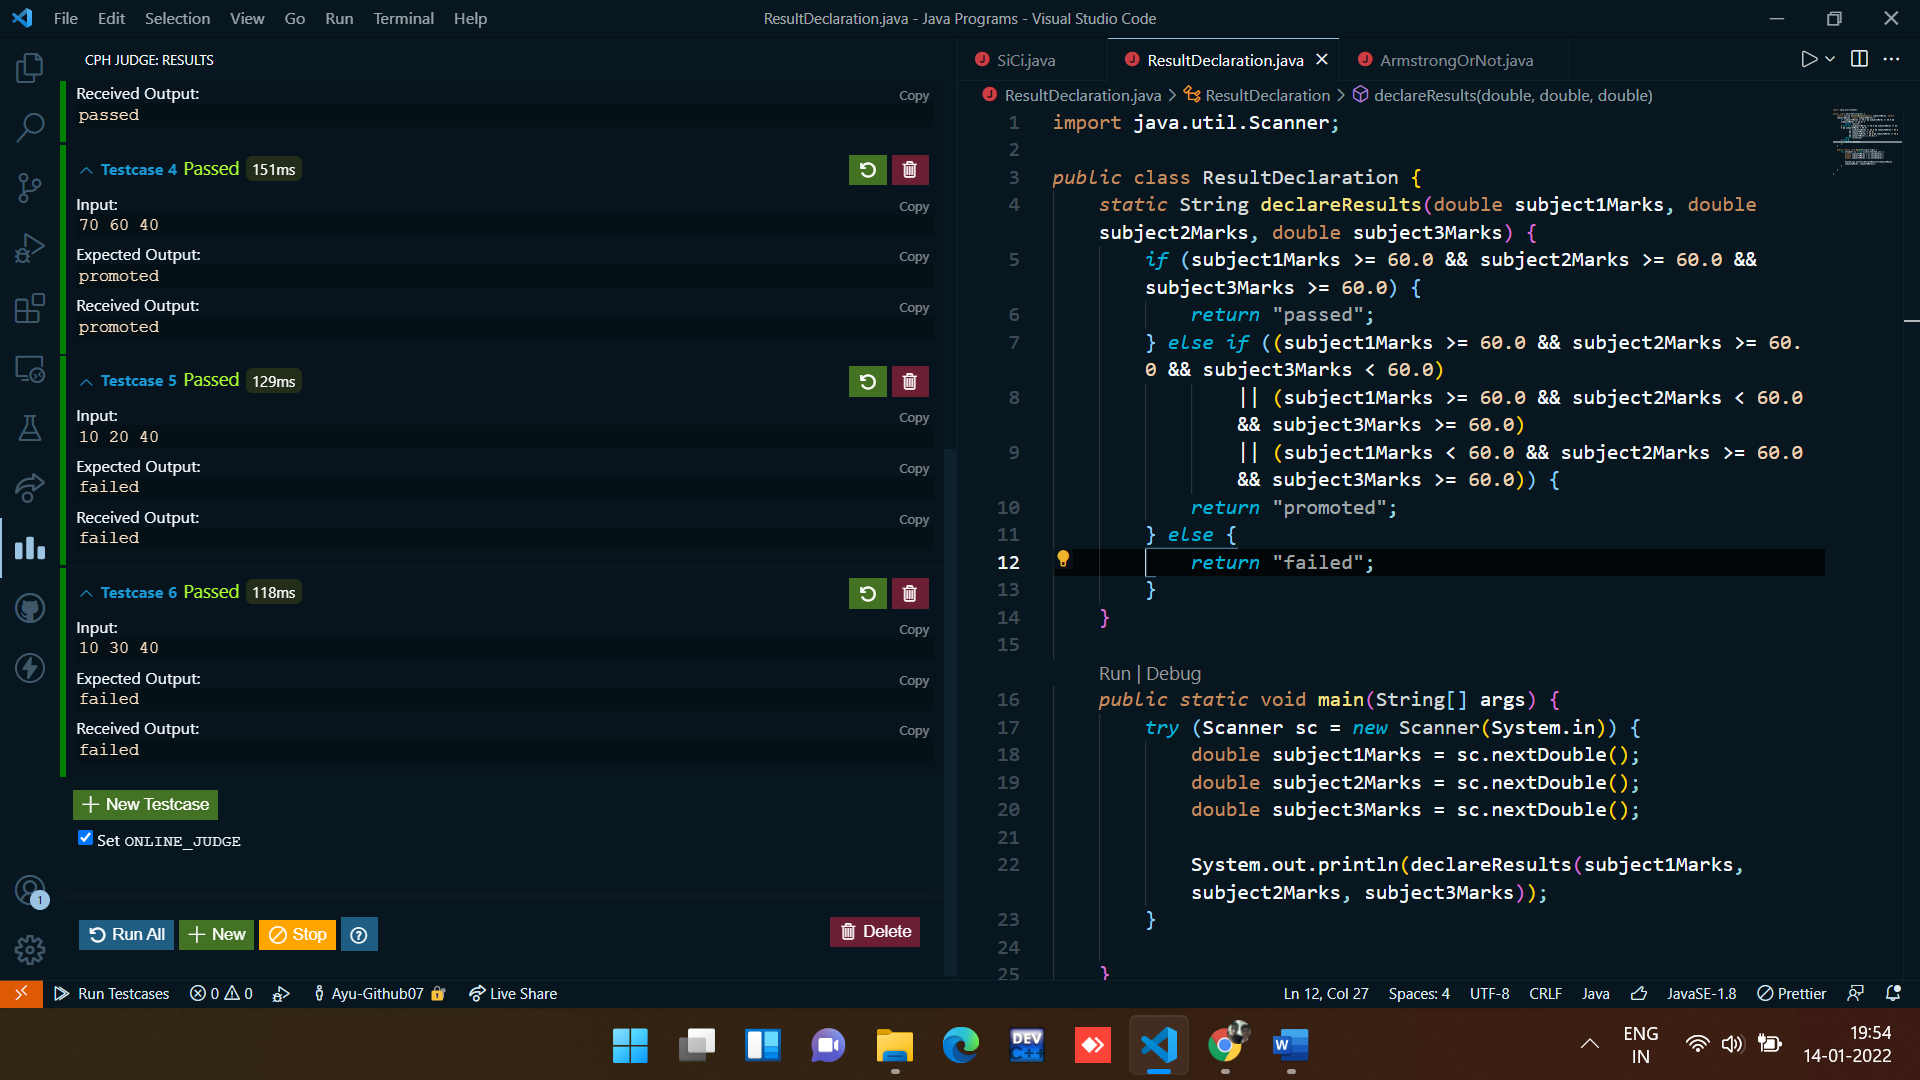 File Edit Selection View Go Run Terminal Help
ResultDeclaration.java - Java Programs - Visual Studio Code
CPH JUDGE: RESULTS
Received Output:
Copy
passed
Testcase 4 Passed 151ms
Input:
Copy
70 60 40
Expected Output:
Copy
promoted
Received Output:
Copy
promoted
Testcase 5 Passed 129ms
Input:
Copy
10 20 40
Expected Output:
Copy
failed
Received Output:
Copy
failed
Testcase 6 Passed 118ms
Input:
Copy
10 30 40
Expected Output:
Copy
failed
Received Output:
Copy
failed
New Testcase
Set ONLINE_JUDGE
1
Run All New Stop Delete
SiCi.java ResultDeclaration.java ArmstrongOrNot.java
ResultDeclaration.java > ResultDeclaration > declareResults(double, double, double)
1 import java.util.Scanner;
2
3 public class ResultDeclaration {
4 static String declareResults(double subject1Marks, double
subject2Marks, double subject3Marks) {
5 if (subject1Marks >= 60.0 && subject2Marks >= 60.0 &&
subject3Marks >= 60.0) {
6 return "passed";
7 } else if ((subject1Marks >= 60.0 && subject2Marks >= 60.
0 && subject3Marks < 60.0)
8 || (subject1Marks >= 60.0 && subject2Marks < 60.0
&& subject3Marks >= 60.0)
9 || (subject1Marks < 60.0 && subject2Marks >= 60.0
&& subject3Marks >= 60.0)) {
10 return "promoted";
11 } else {
12 return "failed";
13 }
14 }
15
Run | Debug
16 public static void main(String[] args) {
17 try (Scanner sc = new Scanner(System.in)) {
18 double subject1Marks = sc.nextDouble();
19 double subject2Marks = sc.nextDouble();
20 double subject3Marks = sc.nextDouble();
21
22 System.out.println(declareResults(subject1Marks,
subject2Marks, subject3Marks));
23 }
24
25 }
Run Testcases 0 0 Ayu-Github07 Live Share
Ln 12, Col 27 Spaces: 4 UTF-8 CRLF Java JavaSE-1.8 Prettier
DEV
C++
W
ENG
IN
19:54
14-01-2022